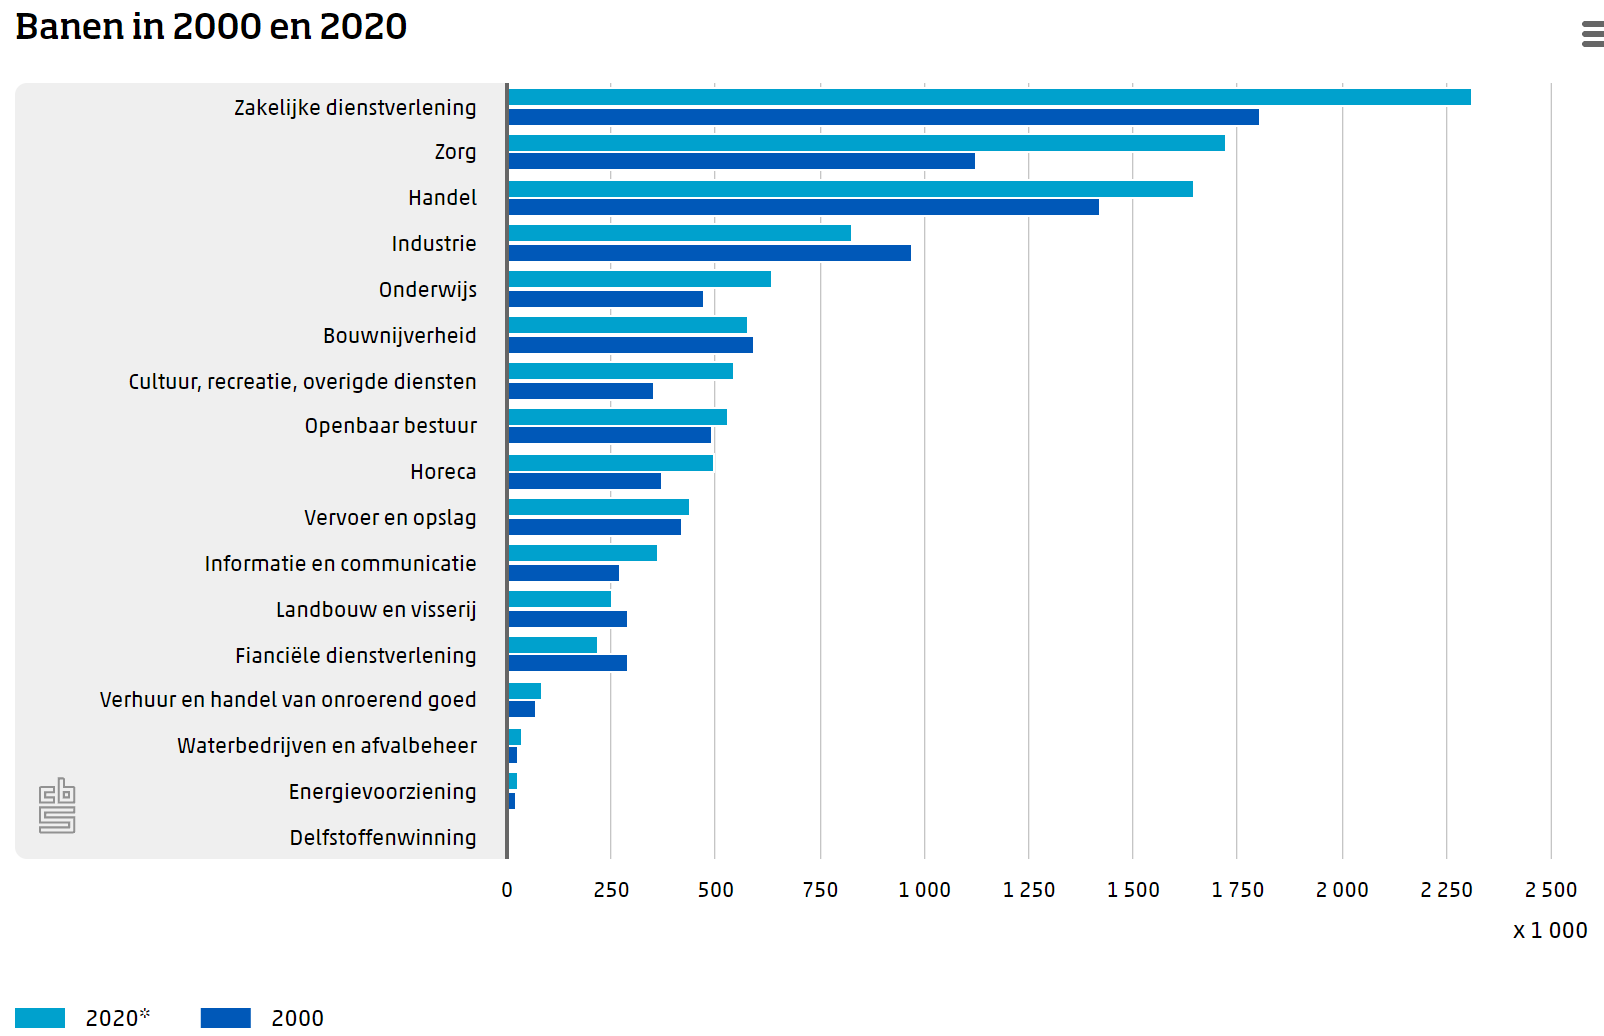 Banen in 2000 en 2020
Zakelijke dienstverlening
Zorg
Handel
Industrie
Onderwijs
Bouwnijverheid
Cultuur, recreatie, overigde diensten
Openbaar bestuur
Horeca
Vervoer en opslag
Informatie en communicatie
Landbouw en visserij
Fianciële dienstverlening
Verhuur en handel van onroerend goed
Waterbedrijven en afvalbeheer
Energievoorziening
Delfstoffenwinning
0 250 500 750 1 000 1 250 1 500 1 750 2 000 2 250 2 500
x 1 000
2020* 2000